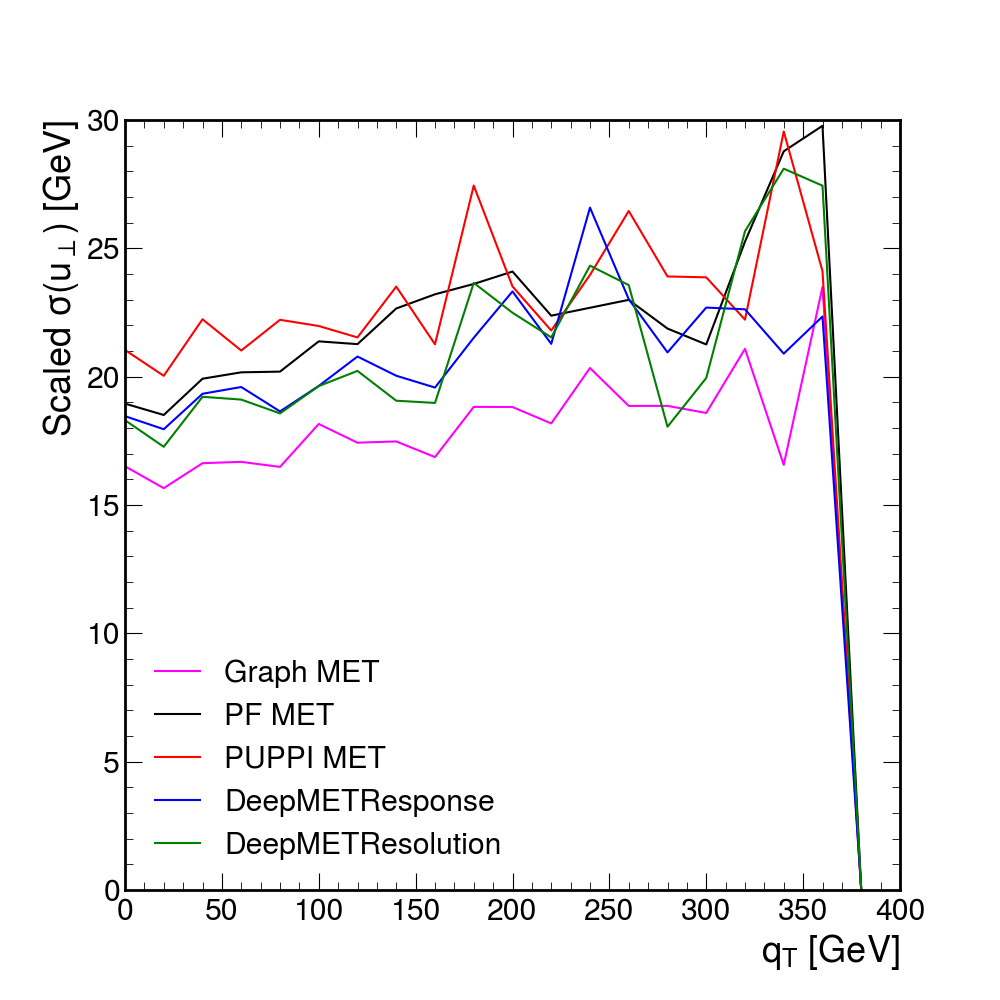 Scaled σ(u⊥) [GeV]
30
25
20
15
10
5
0
Graph MET
PF MET
PUPPI MET
DeepMETResponse
DeepMETResolution
0 50 100 150 200 250 300 350 400
qT [GeV]